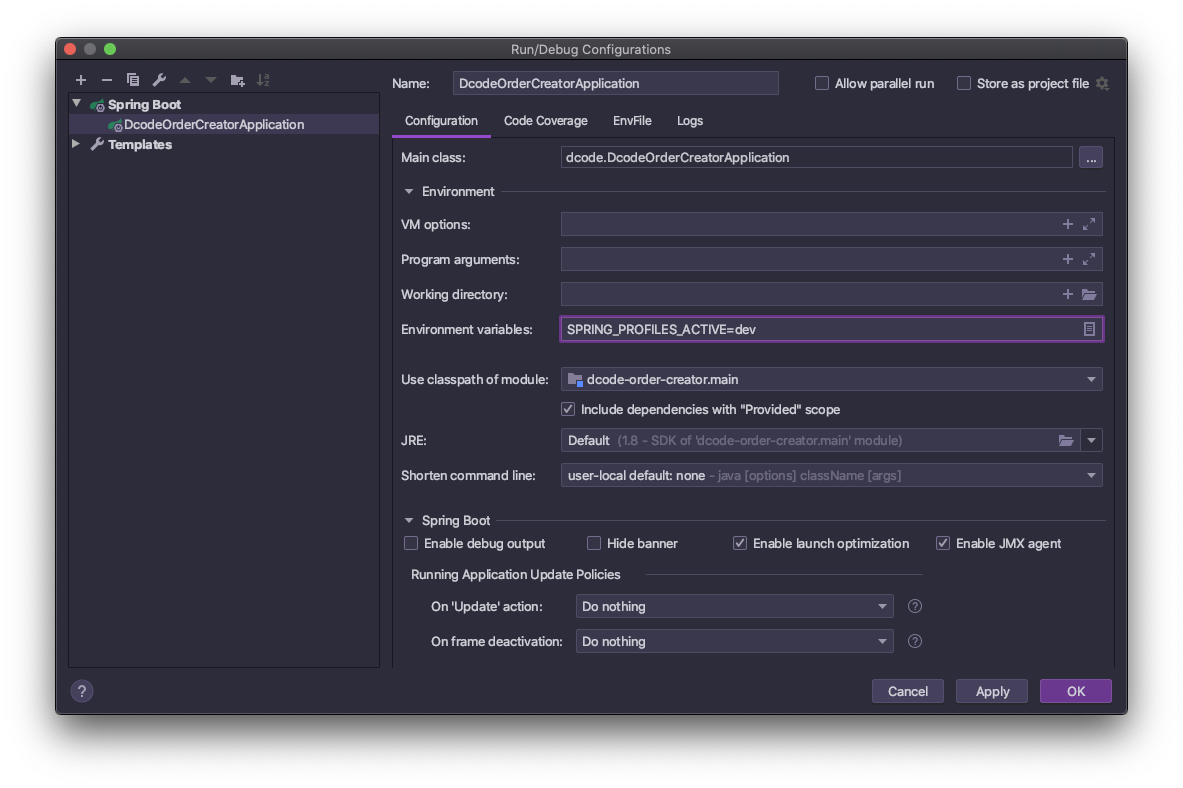 Run/Debug Configurations
Name: DcodeOrderCreatorApplication Allow parallel run Store as project file
Spring Boot
DcodeOrderCreatorApplication
Templates
Configuration Code Coverage EnvFile Logs
Main class: dcode.DcodeOrderCreatorApplication ...
Environment
VM options:
Program arguments:
Working directory:
Environment variables: SPRING_PROFILES_ACTIVE=dev
Use classpath of module: dcode-order-creator.main
Include dependencies with "Provided" scope
JRE: Default (1.8 - SDK of 'dcode-order-creator.main' module)
Shorten command line: user-local default: none - java [options] className [args]
Spring Boot
Enable debug output Hide banner Enable launch optimization Enable JMX agent
Running Application Update Policies
On 'Update' action: Do nothing ?
On frame deactivation: Do nothing ?
? Cancel Apply OK